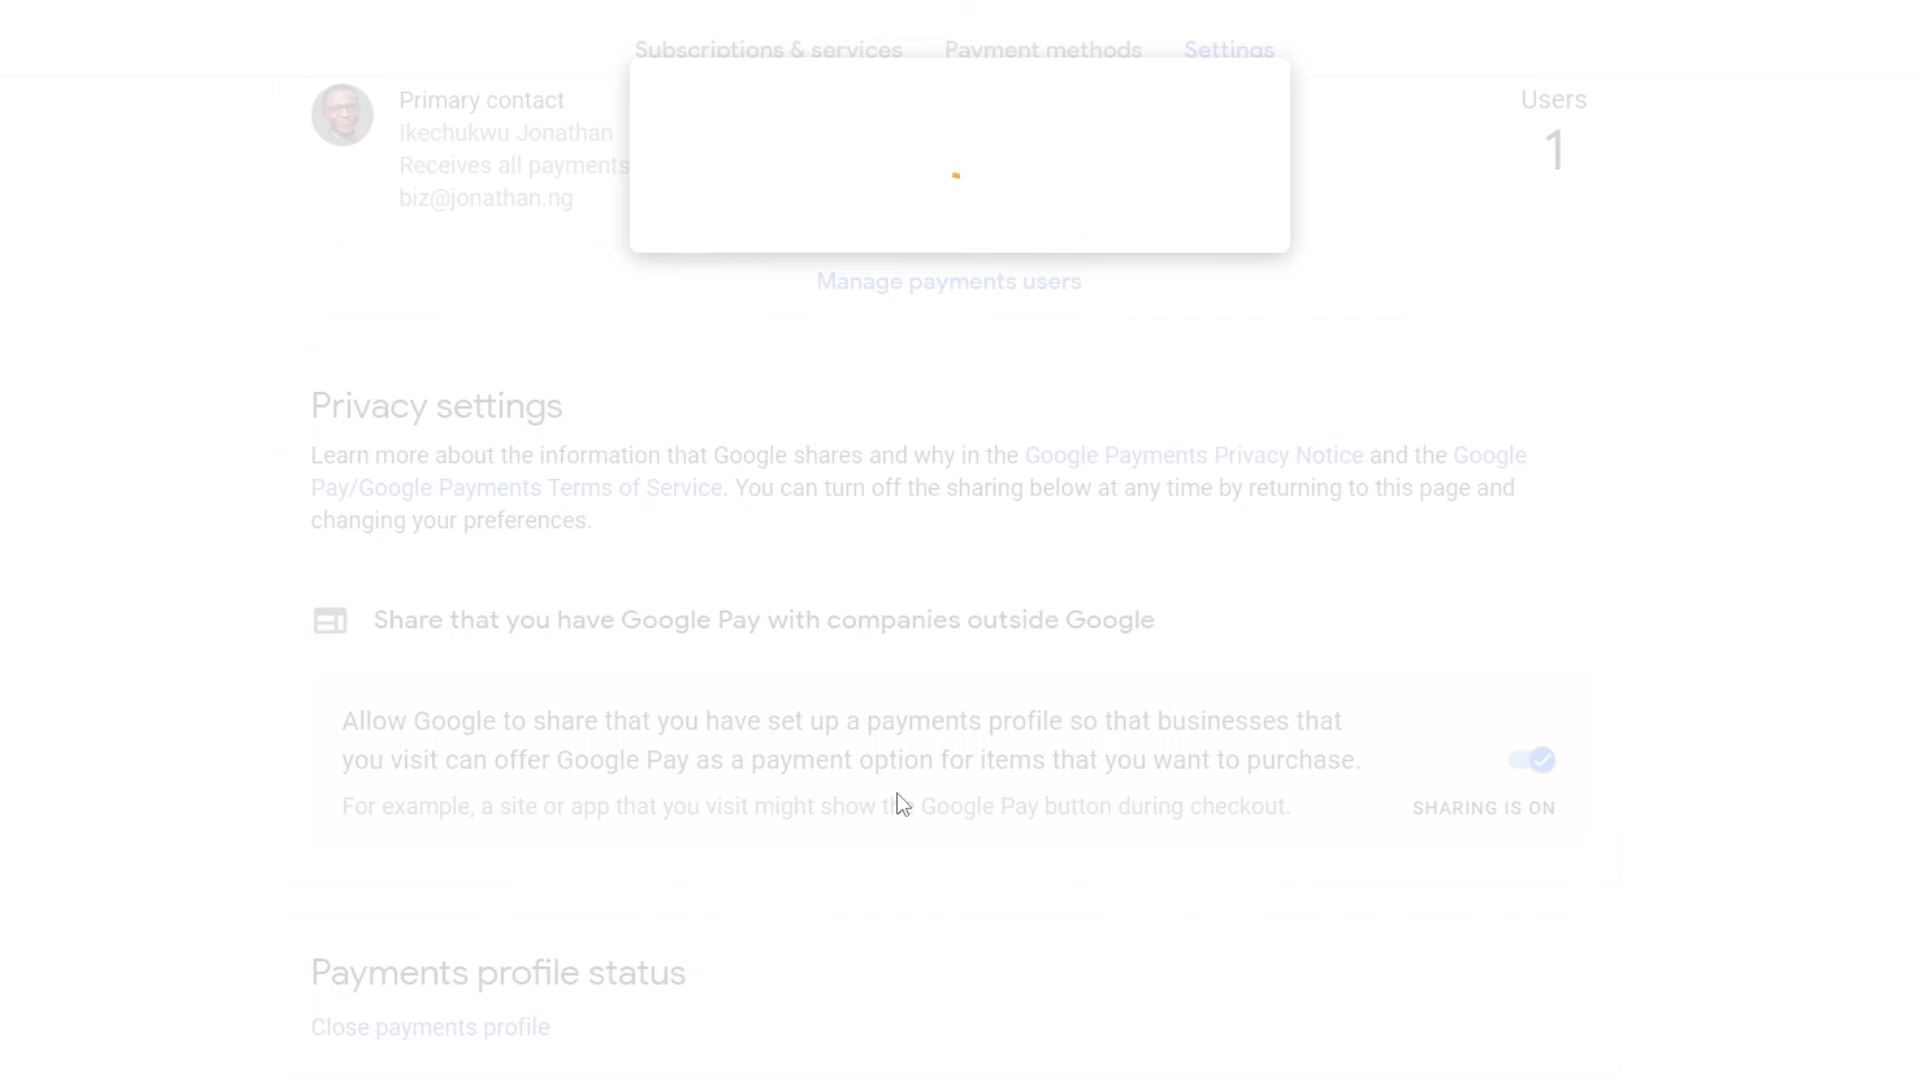 Subscriptions & services Payment methods Settings
Primary contact
Ikechukwu Jonathan
Receives all payments
biz@jonathan.ng
Users
1
Manage payments users
Privacy settings
Learn more about the information that Google shares and why in the Google Payments Privacy Notice and the Google
Pay/Google Payments Terms of Service. You can turn off the sharing below at any time by returning to this page and
changing your preferences.
Share that you have Google Pay with companies outside Google
Allow Google to share that you have set up a payments profile so that businesses that
you visit can offer Google Pay as a payment option for items that you want to purchase.
For example, a site or app that you visit might show the Google Pay button during checkout.
SHARING IS ON
Payments profile status
Close payments profile